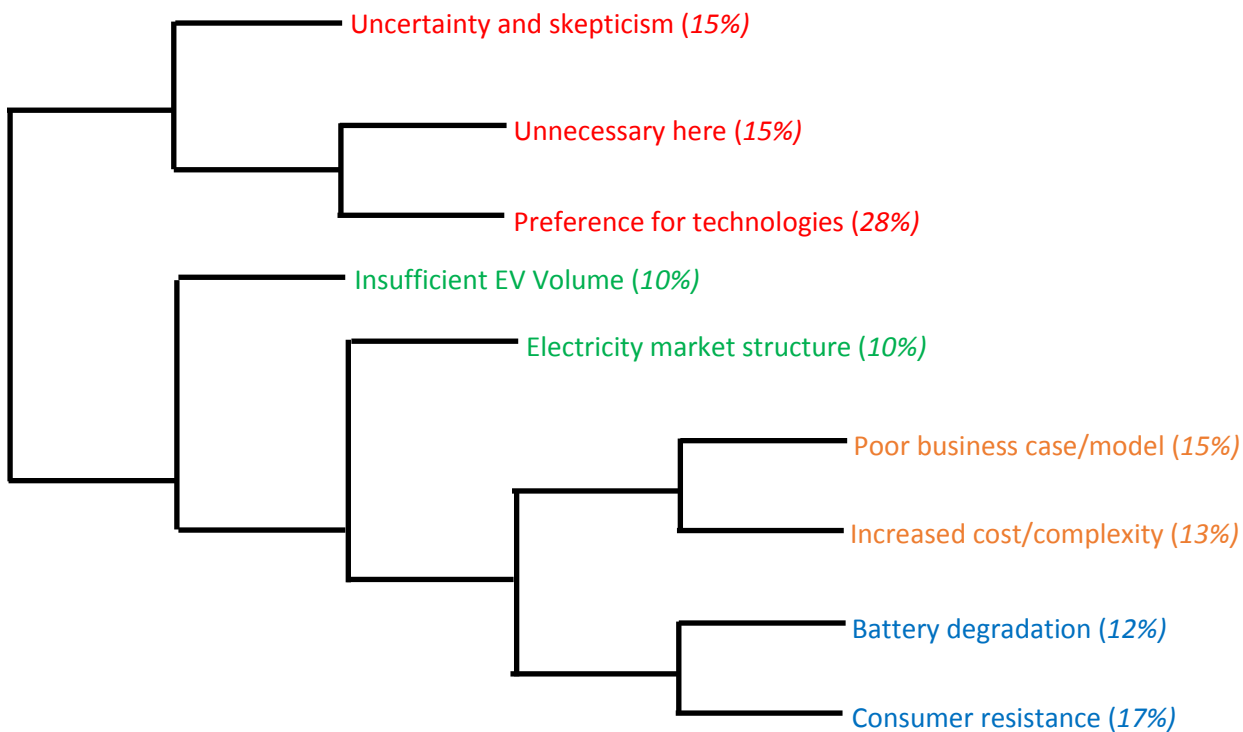 Uncertainty and skepticism (15%)
Unnecessary here (15%)
Preference for technologies (28%)
Insufficient EV Volume (10%)
Electricity market structure (10%)
Poor business case/model (15%)
Increased cost/complexity (13%)
Battery degradation (12%)
Consumer resistance (17%)